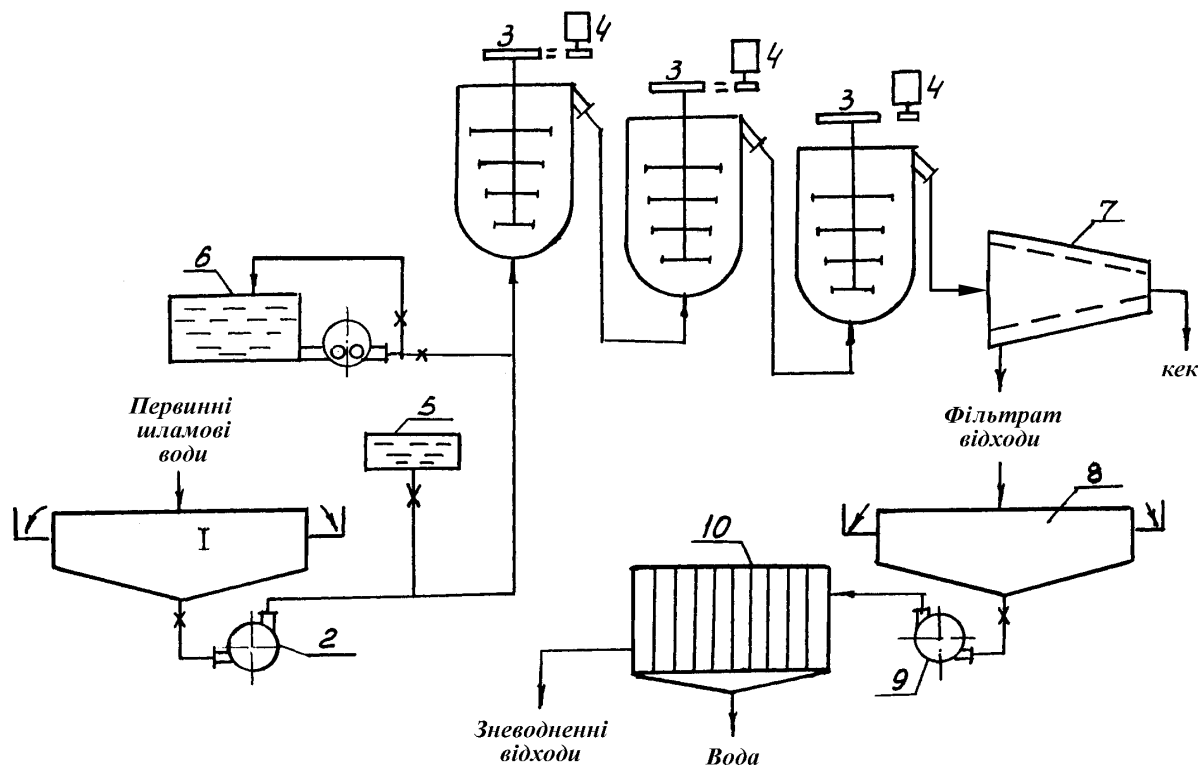 3
4
3
4
3
4
7
6
кек
Первинні
шламові
води
5
Фільтрат
відходи
8
I
10
2
9
Зневодненні
відходи
Вода